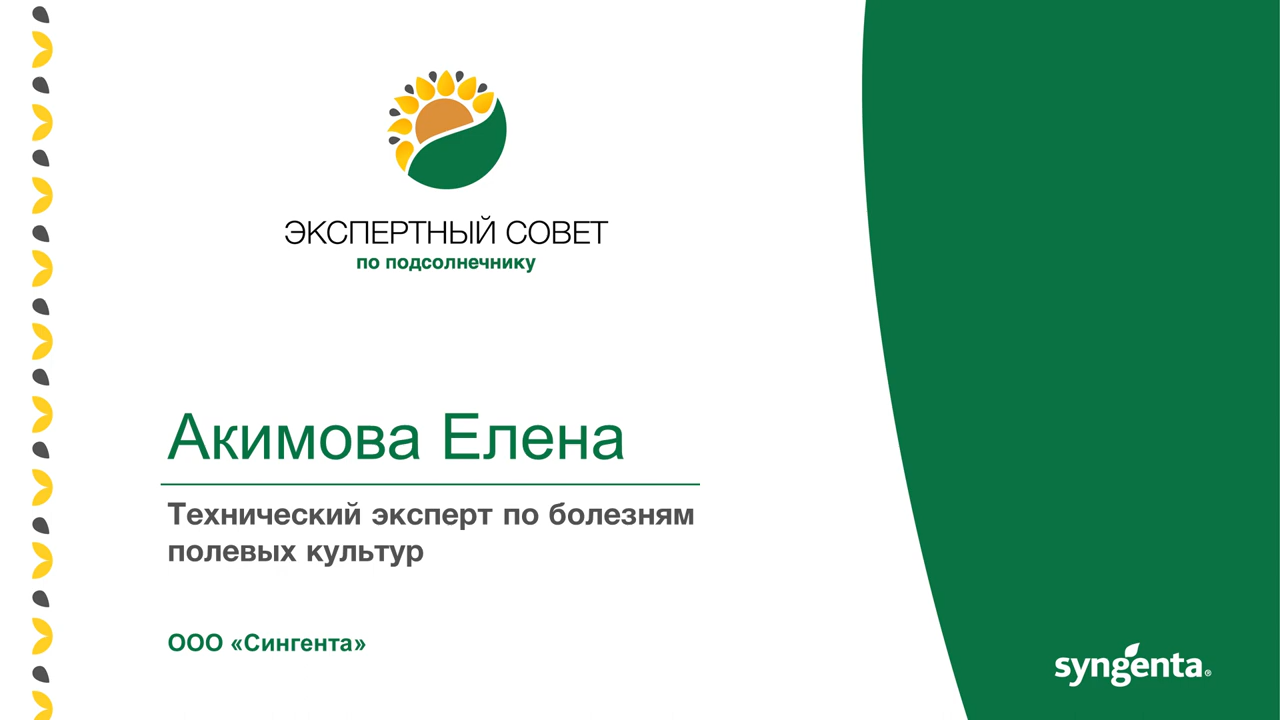 ЭКСПЕРТНЫЙ СОВЕТ
по подсолнечнику
Акимова Елена
Технический эксперт по болезням
полевых культур
ООО «Сингента»
syngenta®